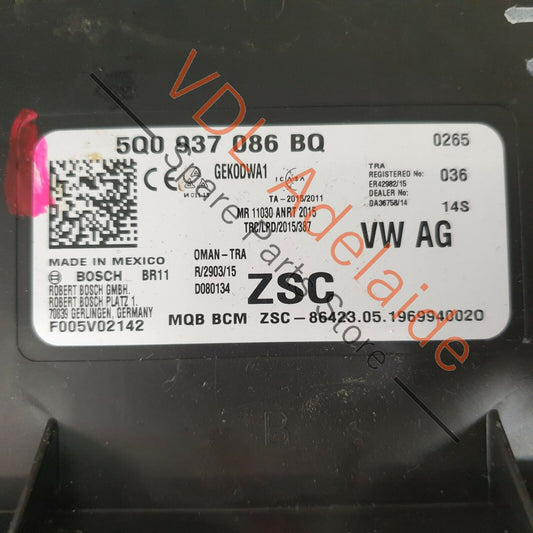 5Q0 937 086 BQ
0265
GEKODWA1
ICASA
TA - 2015/2011
MR 11030 ANRT 2015
TRC/LRD/2015/387
TRA
REGISTERED No:
ER42982/15
DEALER No:
DA36758/14
036
14S
MADE IN MEXICO
BOSCH BR11
ROBERT BOSCH GMBH.
ROBERT BOSCH PLATZ 1.
70839 GERLINGEN, GERMANY
F005V02142
OMAN - TRA
R/2903/15
D080134
ZSC
VW AG
MQB BCM ZSC-86423.05.1969940020
VDL Adelaide
Spare Parts Store
B